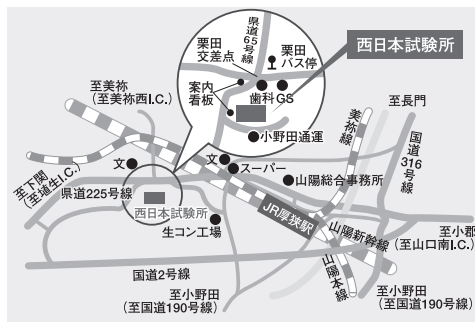 県道65号線
栗田
交差点
栗田
バス停
西日本試験所
案内
看板
歯科
GS
小野田通運
至美祢
(至美祢西I.C.)
至長門
美祢線
国道316号線
文
文
スーパー
山陽総合事務所
至下関
(至埴生I.C.)
県道225号線
西日本試験所
生コン工場
JR厚狭駅
山陽新幹線
至小郡
(至山口南I.C.)
山陽本線
国道2号線
至小野田
(至国道190号線)
至小野田
(至国道190号線)